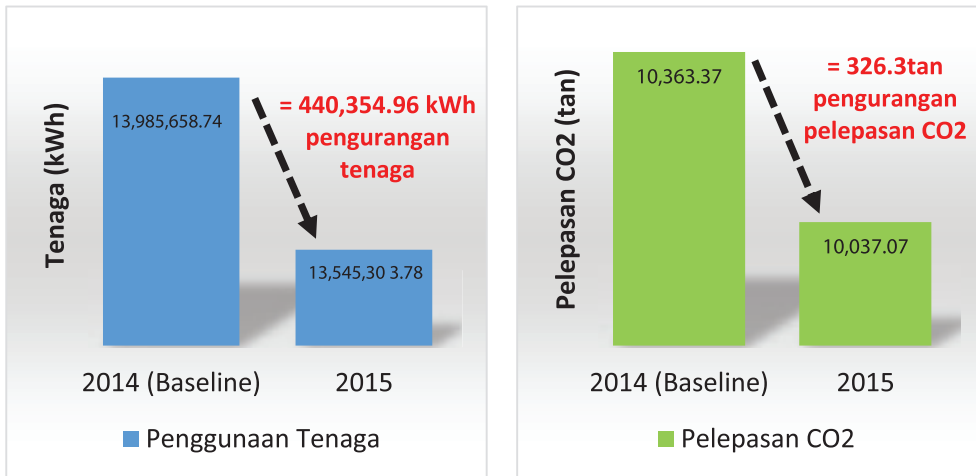 Tenaga (kWh)
13,985,658.74
= 440,354.96 kWh
pengurangan
tenaga
13,545,30 3.78
2014 (Baseline)
2015
Penggunaan Tenaga
Pelepasan CO2 (tan)
10,363.37
= 326.3tan
pengurangan
pelepasan CO2
10,037.07
2014 (Baseline)
2015
Pelepasan CO2